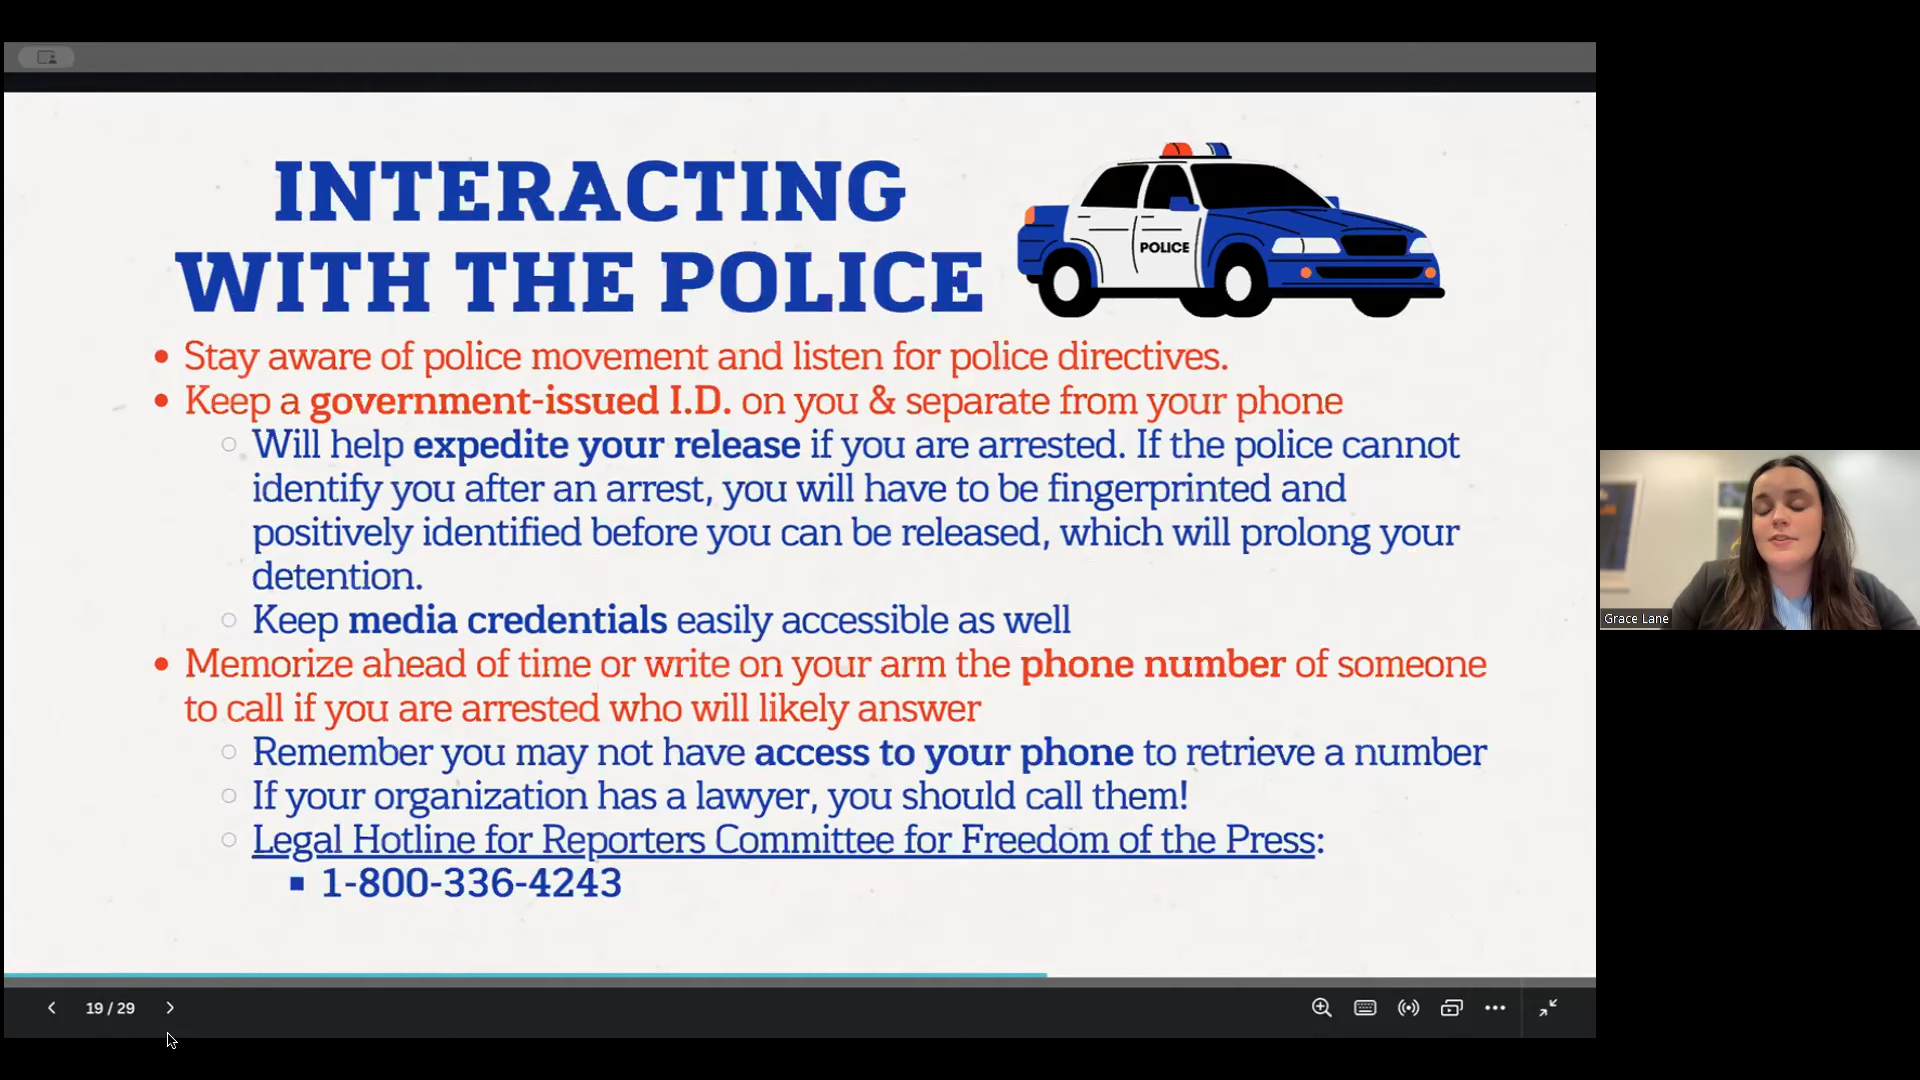 INTERACTING
WITH THE POLICE
POLICE
• Stay aware of police movement and listen for police directives.
• Keep a government-issued I.D. on you & separate from your phone
○ Will help expedite your release if you are arrested. If the police cannot
identify you after an arrest, you will have to be fingerprinted and
positively identified before you can be released, which will prolong your
detention.
○ Keep media credentials easily accessible as well
• Memorize ahead of time or write on your arm the phone number of someone
to call if you are arrested who will likely answer
○ Remember you may not have access to your phone to retrieve a number
○ If your organization has a lawyer, you should call them!
○ Legal Hotline for Reporters Committee for Freedom of the Press:
▪ 1-800-336-4243
Grace Lane
19 / 29